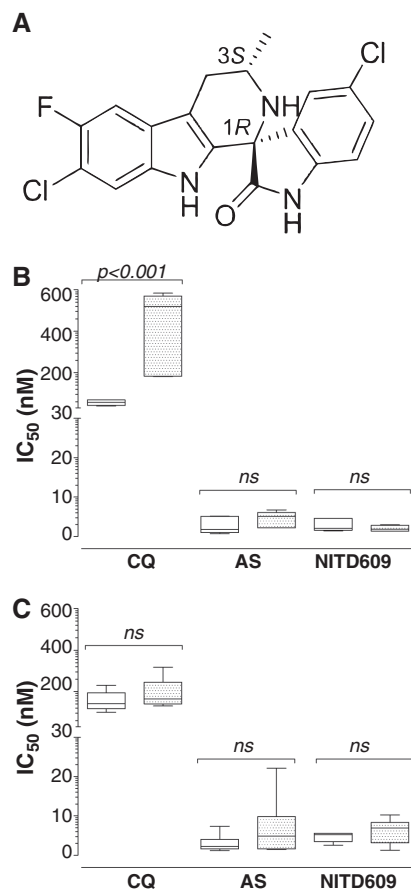 A
3S
Cl
F
NH
1R
Cl
N
H
O
N
H
B
p<0.001
600
400
200
30
30
20
10
0
IC50 (nM)
ns
ns
CQ
AS
NITD609
C
600
400
200
30
20
10
0
IC50 (nM)
ns
ns
ns
CQ
AS
NITD609